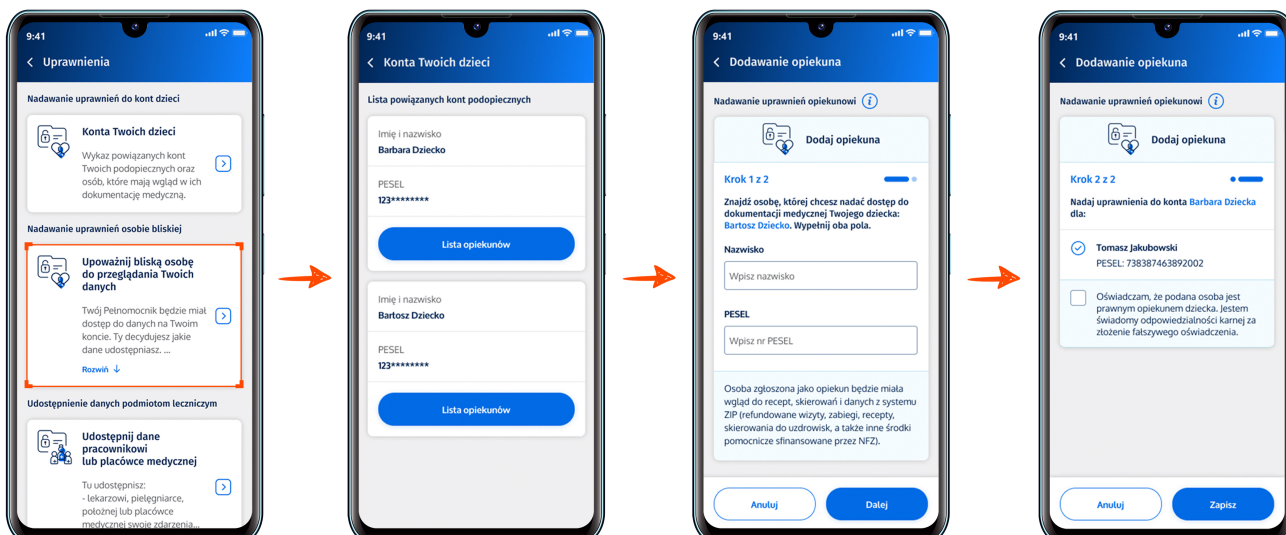 9:41
Uprawnienia
Nadawanie uprawnień do kont dzieci
Konta Twoich dzieci
Wykaz powiązanych kont
Twoich podopiecznych oraz
osób, które mają wgląd w ich
dokumentację medyczną.
Nadawanie uprawnień osobie bliskiej
Upoważnij bliską osobę
do przeglądania Twoich
danych
Twój Pełnomocnik będzie miał
dostęp do danych na Twoim
koncie. Ty decydujesz jakie
dane udostępniasz. ...
Rozwiń ↓
Udostępnienie danych podmiotom leczniczym
Udostępnij dane
pracownikowi
lub placówce medycznej
Tu udostępnisz:
- lekarzowi, pielęgniarce,
położnej lub placówce
medycznej swoje zdarzenia...
9:41
Konta Twoich dzieci
Lista powiązanych kont podopiecznych
Imię i nazwisko
Barbara Dziecko
PESEL
123********
Lista opiekunów
Imię i nazwisko
Bartosz Dziecko
PESEL
123********
Lista opiekunów
9:41
Dodawanie opiekuna
Nadawanie uprawnień opiekunowi i
Dodaj opiekuna
Krok 1 z 2
Znajdź osobę, której chcesz nadać dostęp do
dokumentacji medycznej Twojego dziecka:
Bartosz Dziecko. Wypełnij oba pola.
Nazwisko
Wpisz nazwisko
PESEL
Wpisz nr PESEL
Osoba zgłoszona jako opiekun będzie miała
wgląd do recept, skierowań i danych z systemu
ZIP (refundowane wizyty, zabiegi, recepty,
skierowania do uzdrowisk, a także inne środki
pomocnicze sfinansowane przez NFZ).
Anuluj
Dalej
9:41
Dodawanie opiekuna
Nadawanie uprawnień opiekunowi i
Dodaj opiekuna
Krok 2 z 2
Nadaj uprawnienia do konta Barbara Dziecka
dla:
Tomasz Jakubowski
PESEL: 738387463892002
Oświadczam, że podana osoba jest
prawnym opiekunem dziecka. Jestem
świadomy odpowiedzialności karnej za
złożenie fałszywego oświadczenia.
Anuluj
Zapisz